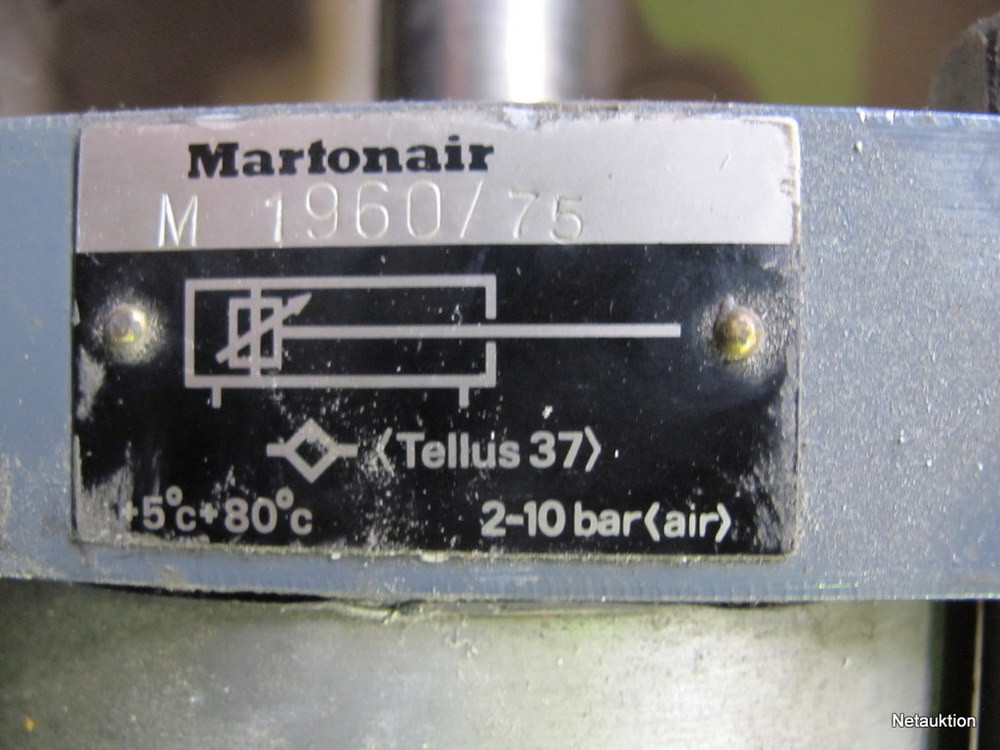 Martonair
M 1960/75
〈Tellus 37〉
+5°c+80°c
2-10 bar〈air〉
Netauktion